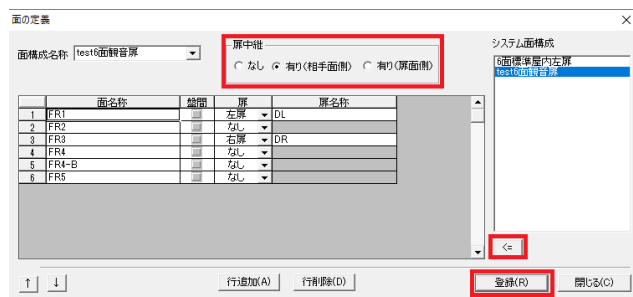 面の定義
×
面構成名称 test6面観音扉
扉中継
なし 有り(相手面側) 有り(扉面側)
システム面構成
6面標準屋内左扉
test6面観音扉
面名称 盤間 扉 扉名称
1 FR1 左扉 DL
2 FR2 なし
3 FR3 右扉 DR
4 FR4 なし
5 FR4-B なし
6 FR5 なし
<=
↑ ↓ 行追加(A) 行削除(D) 登録(R) 閉じる(C)